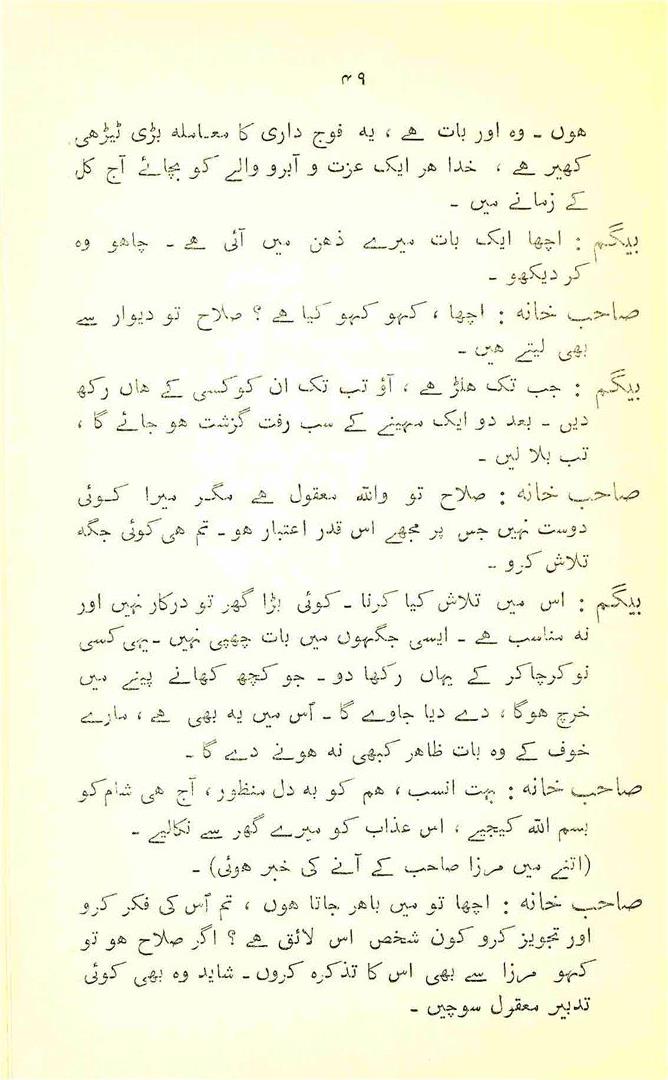 ۴۹
ھوں ۔ وہ اور بات ھے ، یہ فوج داری کا معاملہ بڑی ٹیڑھی
کھیر ھے ، خدا ھر ایک عزت و آبرو والے کو بچائے آج کل
کے زمانے میں ۔
بیگم : اچھا ایک بات میرے ذھن میں آئی ھے ۔ چاھو وہ
کر دیکھو ۔
صاحب خانہ : اچھا ، کہو کہو کیا ھے ؟ صلاح تو دیوار سے
بھی لیتے ھیں ۔
بیگم : جب تک ھلڑ ھے ، آؤ تب تک ان کو کسی کے ھاں رکھ
دیں ۔ بعد دو ایک مہینے کے سب رفت گزشت ھو جائے گا ،
تب بلا لیں ۔
صاحب خانہ : صلاح تو واللہ معقول ھے مگر میرا کوئی
دوست نہیں جس پر مجھے اس قدر اعتبار ھو ۔ تم ھی کوئی جگہ
تلاش کرو ۔
بیگم : اس میں تلاش کیا کرنا ۔ کوئی بڑا گھر تو درکار نہیں اور
نہ مناسب ھے ۔ ایسی جگہوں میں بات چھپی نہیں ۔ یہی کسی
نوکر چاکر کے یہاں رکھا دو ۔ جو کچھ کھانے پینے میں
خرچ ھوگا ، دے دیا جاوے گا ۔ اُس میں یہ بھی ھے ، مارے
خوف کے وہ بات ظاھر کبھی نہ ھونے دے گا ۔
صاحب خانہ : بہت انسب ، ھم کو بہ دل منظور ، آج ھی شام کو
بسم اللہ کیجیے ، اس عذاب کو میرے گھر سے نکالیے ۔
(اتنے میں مرزا صاحب کے آنے کی خبر ھوئی) ۔
صاحب خانہ : اچھا تو میں باھر جاتا ھوں ، تم اُس کی فکر کرو
اور تجویز کرو کون شخص اس لائق ھے ؟ اگر صلاح ھو تو
کہو مرزا سے بھی اس کا تذکرہ کروں ۔ شاید وہ بھی کوئی
تدبیر معقول سوچیں ۔